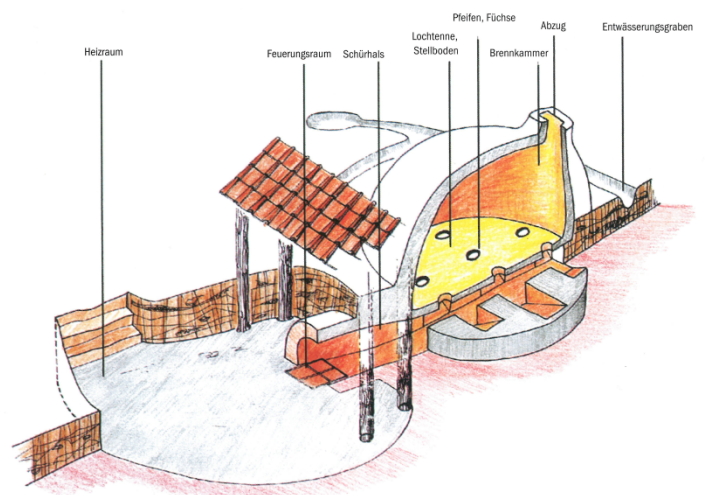 Heizraum
Feuerungsraum
Schürhals
Lochtenne,
Stellboden
Pfeifen, Füchse
Brennkammer
Abzug
Entwässerungsgraben